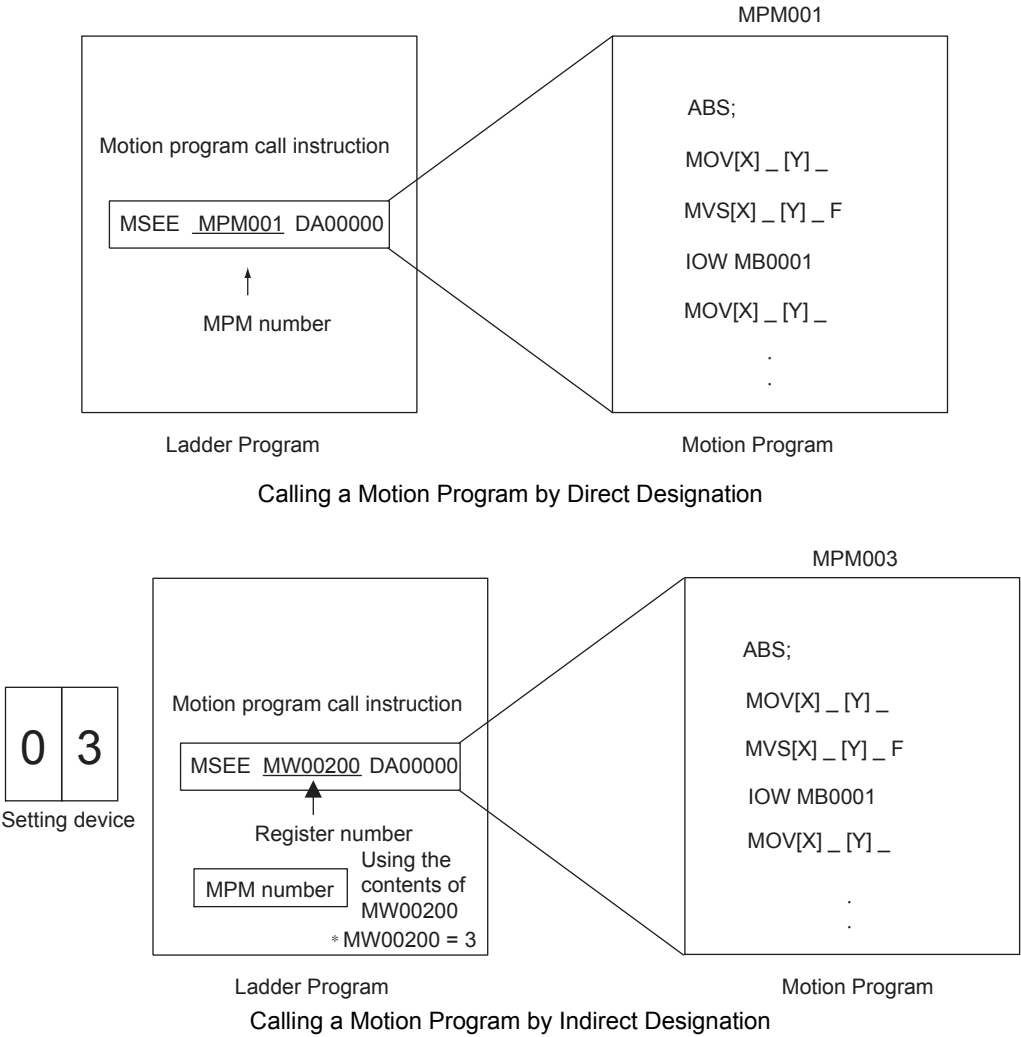 MPM001
ABS;
Motion program call instruction
MOV[X] _ [Y] _
MSEE MPM001 DA00000
MVS[X] _ [Y] _ F
IOW MB0001
MPM number
MOV[X] _ [Y] _
.
.
Ladder Program
Motion Program
Calling a Motion Program by Direct Designation
MPM003
ABS;
Motion program call instruction
MOV[X] _ [Y] _
0 3
MSEE MW00200 DA00000
MVS[X] _ [Y] _ F
IOW MB0001
Setting device
Register number
MOV[X] _ [Y] _
MPM number
Using the
contents of
MW00200
* MW00200 = 3
.
.
Ladder Program
Motion Program
Calling a Motion Program by Indirect Designation